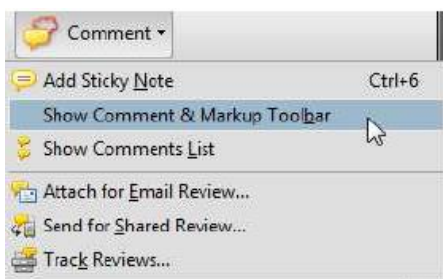 Comment
Add Sticky Note Ctrl+6
Show Comment & Markup Toolbar
Show Comments List
Attach for Email Review...
Send for Shared Review...
Track Reviews...